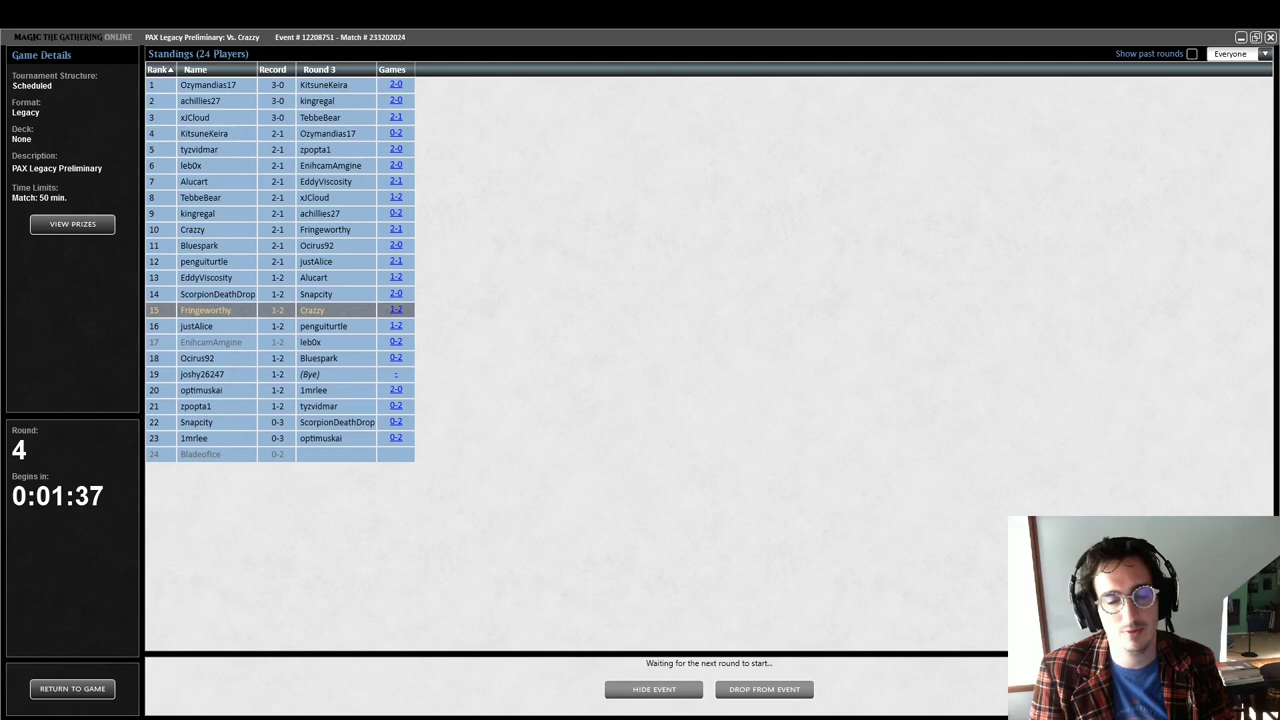 MAGIC THE GATHERING ONLINE PAX Legacy Preliminary: Vs. Crazzy Event # 12208751 - Match # 233202024
Game Details
Tournament Structure:
Scheduled
Format:
Legacy
Deck:
None
Description:
PAX Legacy Preliminary
Time Limits:
Match: 50 min.
VIEW PRIZES
Round:
4
Begins in:
0:01:37
RETURN TO GAME
Standings (24 Players) Show past rounds Everyone
Rank Name Record Round 3 Games
1 Ozymandias17 3-0 KitsuneKeira 2-0
2 achillies27 3-0 kingregal 2-0
3 xJCloud 3-0 TebbeBear 2-1
4 KitsuneKeira 2-1 Ozymandias17 0-2
5 tyzvidmar 2-1 zpopta1 2-0
6 leb0x 2-1 EnihcamAmgine 2-0
7 Alucart 2-1 EddyViscosity 2-1
8 TebbeBear 2-1 xJCloud 1-2
9 kingregal 2-1 achillies27 0-2
10 Crazzy 2-1 Fringeworthy 2-1
11 Bluespark 2-1 Ocirus92 2-0
12 penguiturtle 2-1 justAlice 2-1
13 EddyViscosity 1-2 Alucart 1-2
14 ScorpionDeathDrop 1-2 Snapcity 2-0
15 Fringeworthy 1-2 Crazzy 1-2
16 justAlice 1-2 penguiturtle 1-2
17 EnihcamAmgine 1-2 leb0x 0-2
18 Ocirus92 1-2 Bluespark 0-2
19 joshy26247 1-2 (Bye) -
20 optimuskai 1-2 1mrlee 2-0
21 zpopta1 1-2 tyzvidmar 0-2
22 Snapcity 0-3 ScorpionDeathDrop 0-2
23 1mrlee 0-3 optimuskai 0-2
24 Bladeofice 0-2
Waiting for the next round to start...
HIDE EVENT DROP FROM EVENT